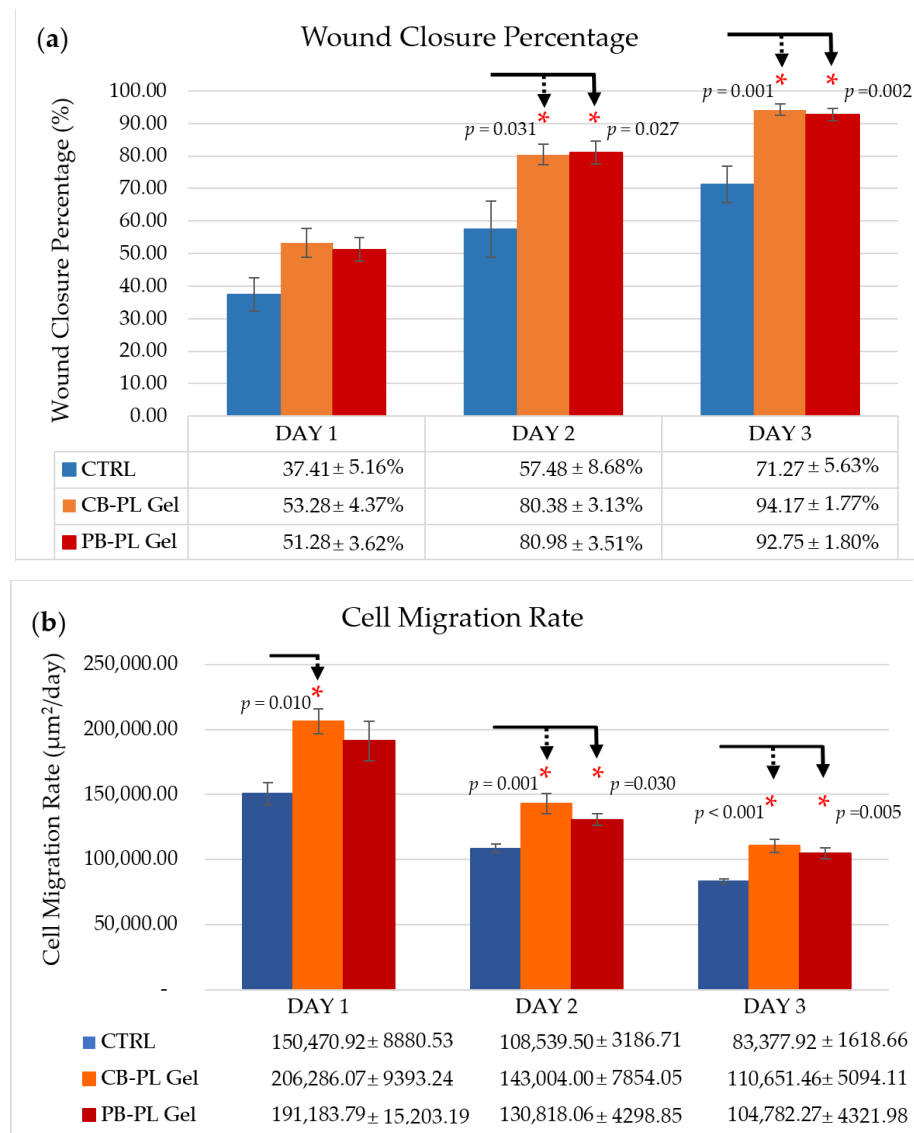 (a) Wound Closure Percentage
* * p = 0.001 * * p =0.002
p = 0.031 * * p = 0.027
Wound Closure Percentage (%)
100.00
90.00
80.00
70.00
60.00
50.00
40.00
30.00
20.00
10.00
0.00
DAY 1 DAY 2 DAY 3
CTRL 37.41 ± 5.16% 57.48 ± 8.68% 71.27 ± 5.63%
CB-PL Gel 53.28 ± 4.37% 80.38 ± 3.13% 94.17 ± 1.77%
PB-PL Gel 51.28 ± 3.62% 80.98 ± 3.51% 92.75 ± 1.80%
(b) Cell Migration Rate
Cell Migration Rate (µm²/day)
250,000.00
200,000.00
150,000.00
100,000.00
50,000.00
-
p = 0.010 *
p = 0.001 * * p =0.030
p < 0.001 * * p =0.005
DAY 1 DAY 2 DAY 3
CTRL 150,470.92 ± 8880.53 108,539.50 ± 3186.71 83,377.92 ± 1618.66
CB-PL Gel 206,286.07 ± 9393.24 143,004.00 ± 7854.05 110,651.46 ± 5094.11
PB-PL Gel 191,183.79 ± 15,203.19 130,818.06 ± 4298.85 104,782.27 ± 4321.98